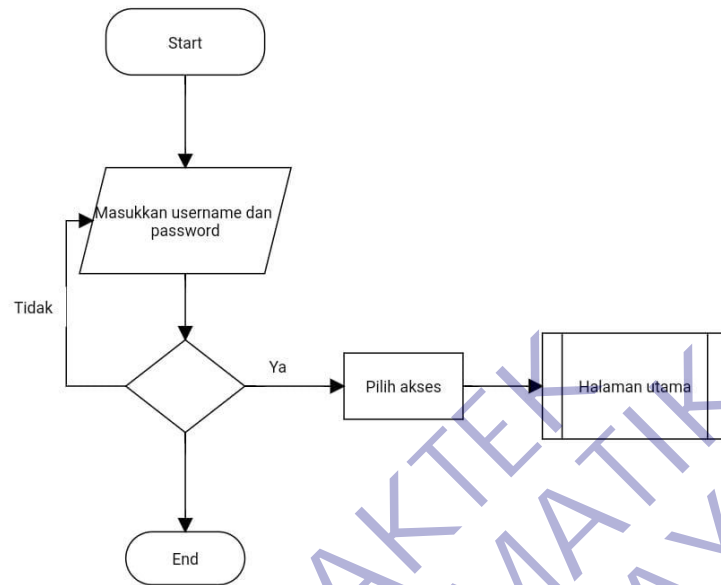 Start
Masukkan username dan
password
Tidak
Ya
Pilih akses
Halaman utama
End